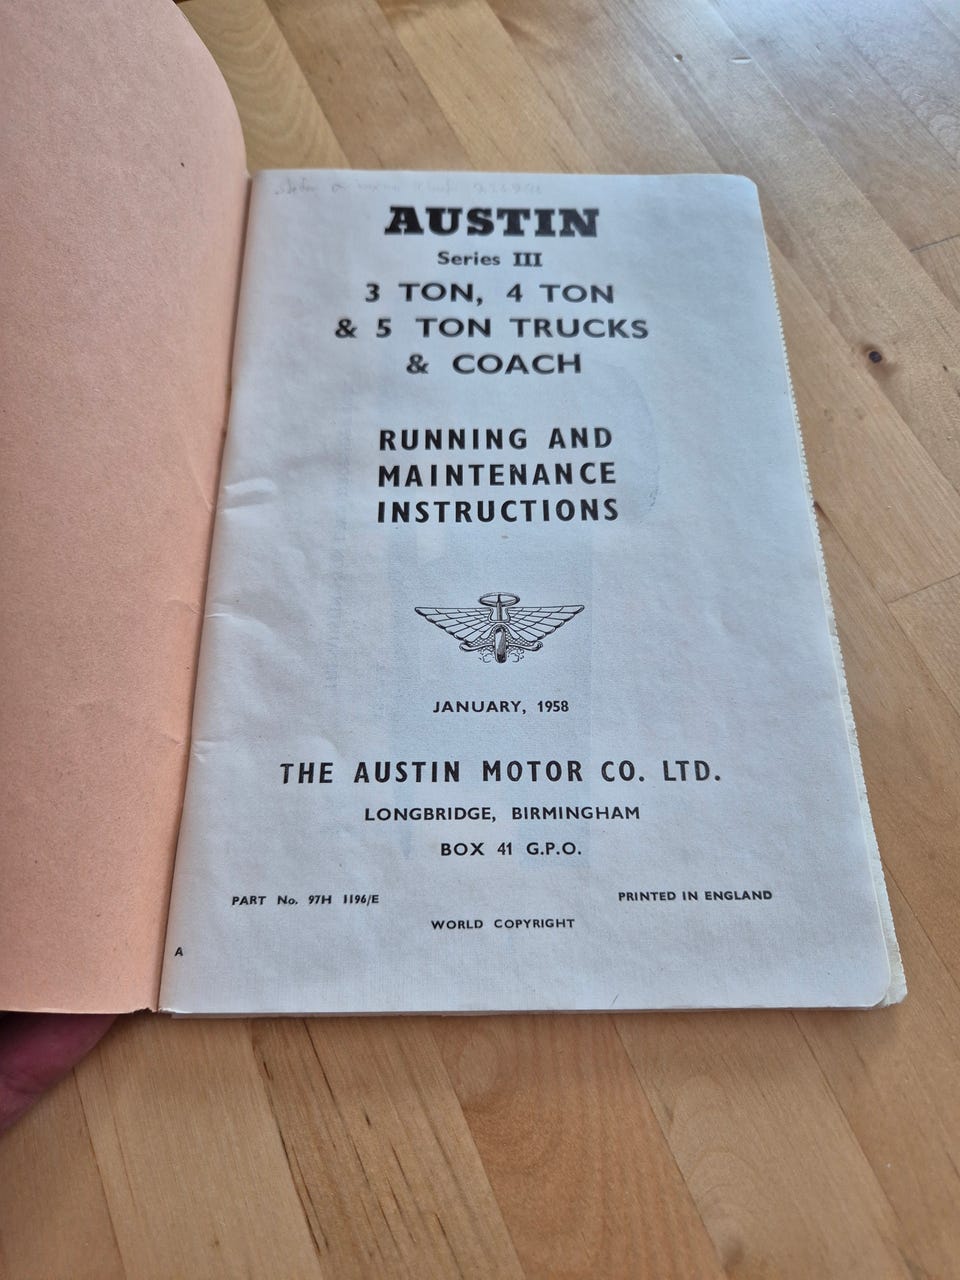 AUSTIN
Series III
3 TON, 4 TON
& 5 TON TRUCKS
& COACH
RUNNING AND
MAINTENANCE
INSTRUCTIONS
JANUARY, 1958
THE AUSTIN MOTOR CO. LTD.
LONGBRIDGE, BIRMINGHAM
BOX 41 G.P.O.
PART No. 97H 1196/E
PRINTED IN ENGLAND
WORLD COPYRIGHT
A